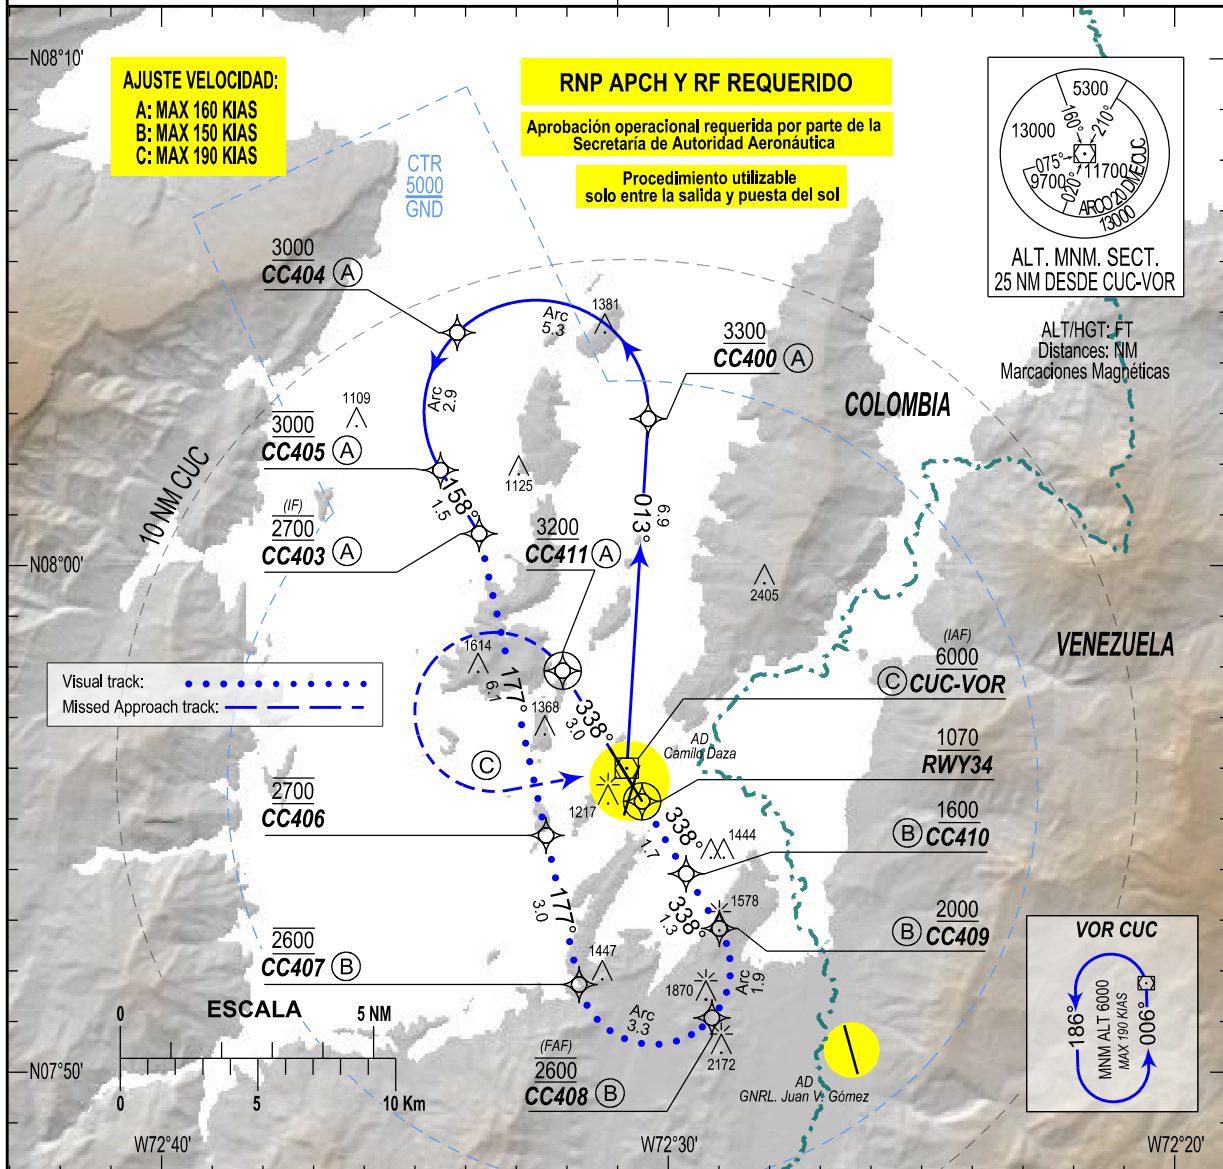 N08°10'
AJUSTE VELOCIDAD:
A: MAX 160 KIAS
B: MAX 150 KIAS
C: MAX 190 KIAS
RNP APCH Y RF REQUERIDO
Aprobación operacional requerida por parte de la
Secretaría de Autoridad Aeronáutica
Procedimiento utilizable
solo entre la salida y puesta del sol
CTR
5000
GND
5300
160°
210°
13000
075°
11700
9700
020°
ARCO 20 DME/CUC
13000
ALT. MNM. SECT.
25 NM DESDE CUC-VOR
ALT/HGT: FT
Distances: NM
Marcaciones Magnéticas
3000
CC404 A
Arc
5.3
1381
3300
CC400 A
COLOMBIA
Arc
2.9
1109
3000
CC405 A
10 NM CUC
158°
1.5
1125
013°
6.9
(IF)
2700
CC403 A
3200
CC411 A
N08°00'
2405
VENEZUELA
(IAF)
6000
C CUC-VOR
1614
6.1
177°
1368
338°
3.0
Visual track:
Missed Approach track:
C
AD
Camilo Daza
1070
RWY34
1217
2700
CC406
338°
1.7
1444
1600
B CC410
177°
3.0
338°
1.3
1578
2000
B CC409
2600
CC407 B
1447
1870
Arc
1.9
Arc
3.3
2172
ESCALA
0
5 NM
0
5
10 Km
(FAF)
2600
CC408 B
AD
GNRL. Juan V. Gómez
VOR CUC
186°
MNM ALT 6000
MAX 190 KIAS
006°
N07°50'
W72°40'
W72°30'
W72°20'